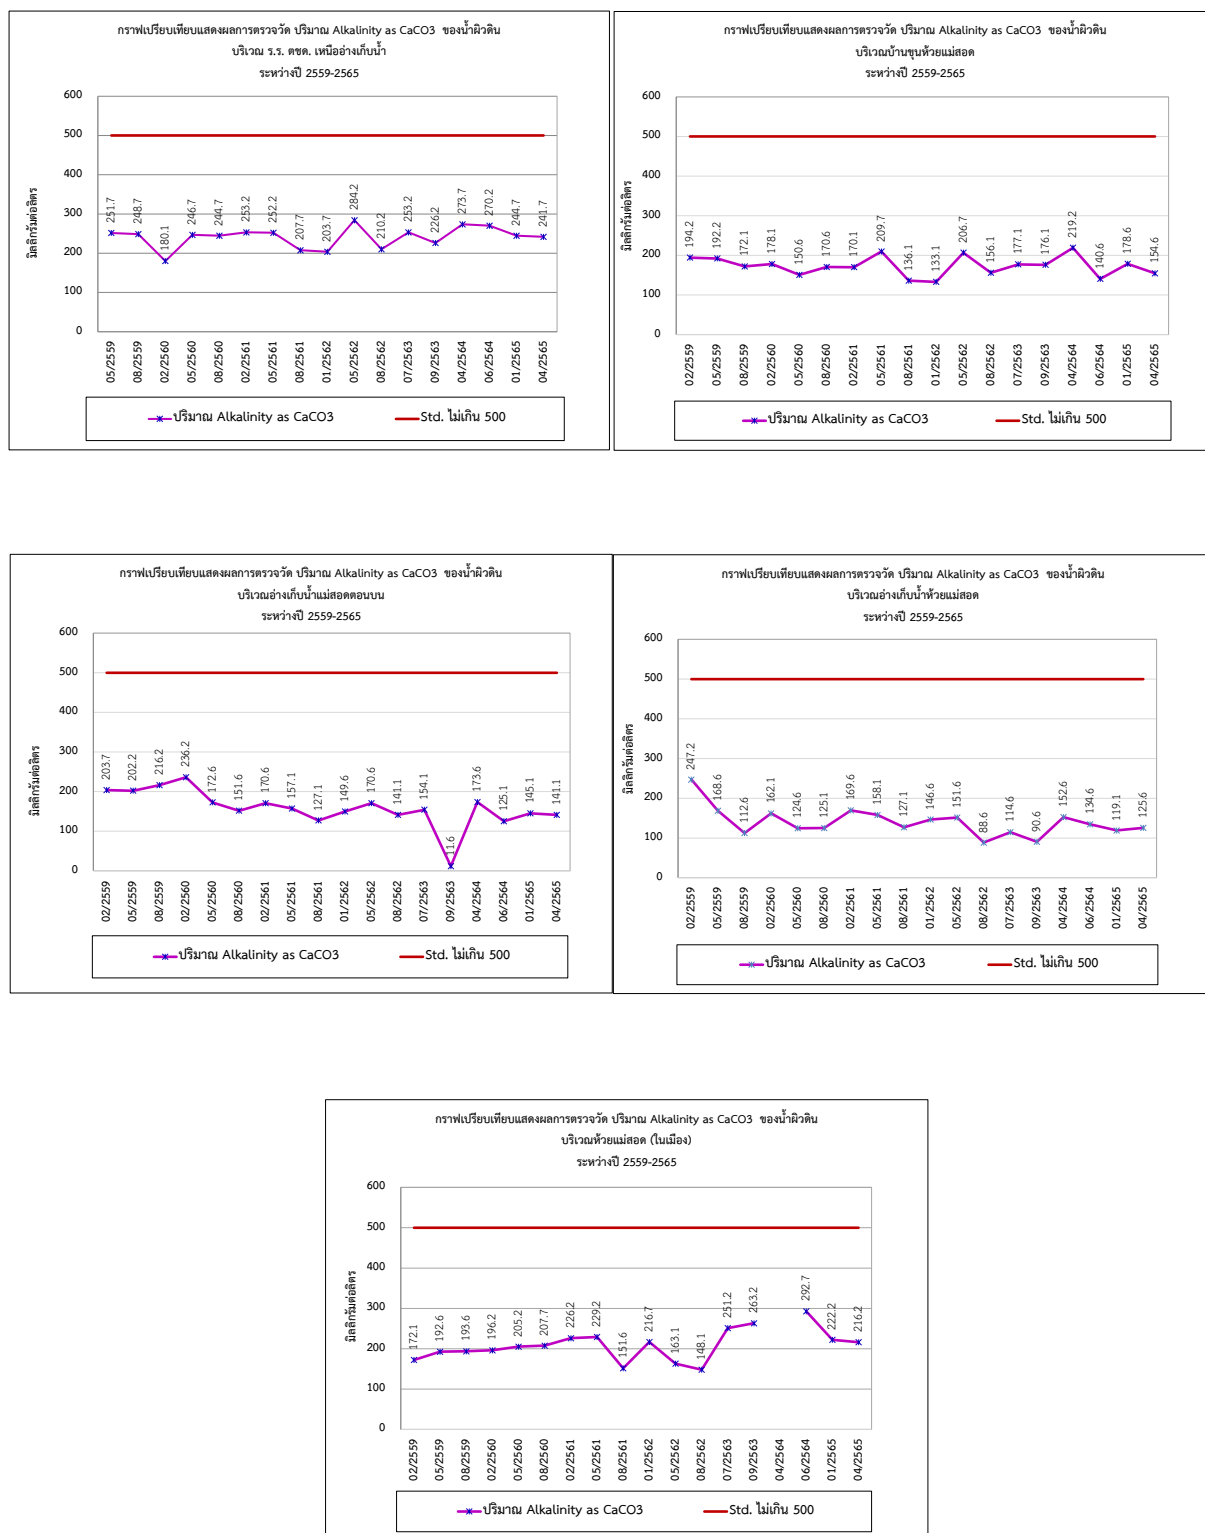 กราฟเปรียบเทียบแสดงผลการตรวจวัด ปริมาณ Alkalinity as CaCO3 ของน้ำผิวดิน
บริเวณ ร.ร. ตชด. เหนืออ่างเก็บน้ำ
ระหว่างปี 2559-2565
มิลลิกรัมต่อลิตร
600
500
400
300
200
100
0
251.7 248.7 180.1 246.7 244.7 253.2 252.2 207.7 203.7 284.2 210.2 253.2 226.2 273.7 270.2 244.7 241.7
05/2559 08/2559 02/2560 05/2560 08/2560 02/2561 05/2561 08/2561 01/2562 05/2562 08/2562 07/2563 09/2563 04/2564 06/2564 01/2565 04/2565
ปริมาณ Alkalinity as CaCO3 Std. ไม่เกิน 500
กราฟเปรียบเทียบแสดงผลการตรวจวัด ปริมาณ Alkalinity as CaCO3 ของน้ำผิวดิน
บริเวณบ้านขุนห้วยแม่สอด
ระหว่างปี 2559-2565
มิลลิกรัมต่อลิตร
600
500
400
300
200
100
0
194.2 192.2 172.1 178.1 150.6 170.6 170.1 209.7 136.1 133.1 206.7 156.1 177.1 176.1 219.2 140.6 178.6 154.6
02/2559 05/2559 08/2559 02/2560 05/2560 08/2560 02/2561 05/2561 08/2561 01/2562 05/2562 08/2562 07/2563 09/2563 04/2564 06/2564 01/2565 04/2565
ปริมาณ Alkalinity as CaCO3 Std. ไม่เกิน 500
กราฟเปรียบเทียบแสดงผลการตรวจวัด ปริมาณ Alkalinity as CaCO3 ของน้ำผิวดิน
บริเวณอ่างเก็บน้ำแม่สอดตอนบน
ระหว่างปี 2559-2565
มิลลิกรัมต่อลิตร
600
500
400
300
200
100
0
203.7 202.2 216.2 236.2 172.6 151.6 170.6 157.1 127.1 149.6 170.6 141.1 154.1 11.6 173.6 125.1 145.1 141.1
02/2559 05/2559 08/2559 02/2560 05/2560 08/2560 02/2561 05/2561 08/2561 01/2562 05/2562 08/2562 07/2563 09/2563 04/2564 06/2564 01/2565 04/2565
ปริมาณ Alkalinity as CaCO3 Std. ไม่เกิน 500
กราฟเปรียบเทียบแสดงผลการตรวจวัด ปริมาณ Alkalinity as CaCO3 ของน้ำผิวดิน
บริเวณอ่างเก็บน้ำห้วยแม่สอด
ระหว่างปี 2559-2565
มิลลิกรัมต่อลิตร
600
500
400
300
200
100
0
247.2 168.6 112.6 162.1 124.6 125.1 169.6 158.1 127.1 146.6 151.6 88.6 114.6 90.6 152.6 134.6 119.1 125.6
02/2559 05/2559 08/2559 02/2560 05/2560 08/2560 02/2561 05/2561 08/2561 01/2562 05/2562 08/2562 07/2563 09/2563 04/2564 06/2564 01/2565 04/2565
ปริมาณ Alkalinity as CaCO3 Std. ไม่เกิน 500
กราฟเปรียบเทียบแสดงผลการตรวจวัด ปริมาณ Alkalinity as CaCO3 ของน้ำผิวดิน
บริเวณห้วยแม่สอด (ในเมือง)
ระหว่างปี 2559-2565
มิลลิกรัมต่อลิตร
600
500
400
300
200
100
0
172.1 192.6 193.6 196.2 205.2 207.7 226.2 229.2 151.6 216.7 163.1 148.1 251.2 263.2 292.7 222.2 216.2
02/2559 05/2559 08/2559 02/2560 05/2560 08/2560 02/2561 05/2561 08/2561 01/2562 05/2562 08/2562 07/2563 09/2563 04/2564 06/2564 01/2565 04/2565
ปริมาณ Alkalinity as CaCO3 Std. ไม่เกิน 500